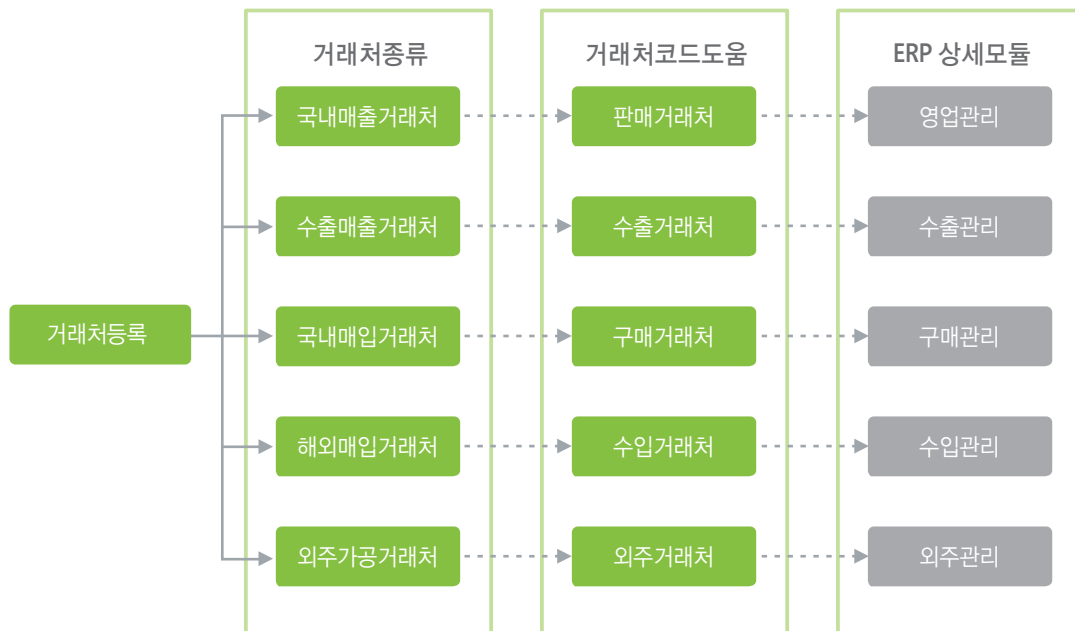 거래처종류
거래처코드도움
ERP 상세모듈
국내매출거래처
판매거래처
영업관리
수출매출거래처
수출거래처
수출관리
거래처등록
국내매입거래처
구매거래처
구매관리
해외매입거래처
수입거래처
수입관리
외주가공거래처
외주거래처
외주관리